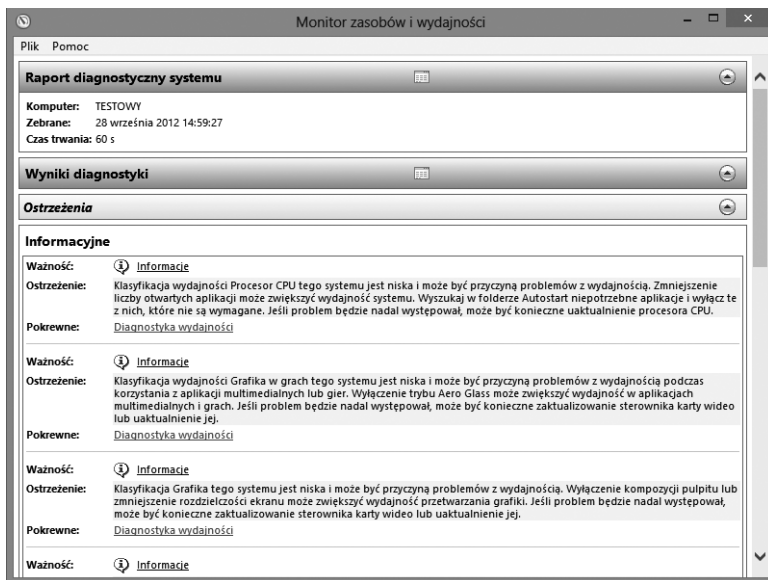 Monitor zasobów i wydajności
Plik Pomoc
Raport diagnostyczny systemu
Komputer: TESTOWY
Zebrane: 28 września 2012 14:59:27
Czas trwania: 60 s
Wyniki diagnostyki
Ostrzeżenia
Informacyjne
Ważność: Informacje
Ostrzeżenie: Klasyfikacja wydajności Procesor CPU tego systemu jest niska i może być przyczyną problemów z wydajnością. Zmniejszenie
liczby otwartych aplikacji może zwiększyć wydajność systemu. Wyszukaj w folderze Autostart niepotrzebne aplikacje i wyłącz te
z nich, które nie są wymagane. Jeśli problem będzie nadal występował, może być konieczne uaktualnienie procesora CPU.
Pokrewne: Diagnostyka wydajności
Ważność: Informacje
Ostrzeżenie: Klasyfikacja wydajności Grafika w grach tego systemu jest niska i może być przyczyną problemów z wydajnością podczas
korzystania z aplikacji multimedialnych lub gier. Wyłączenie trybu Aero Glass może zwiększyć wydajność w aplikacjach
multimedialnych i grach. Jeśli problem będzie nadal występował, może być konieczne zaktualizowanie sterownika karty wideo
lub uaktualnienie jej.
Pokrewne: Diagnostyka wydajności
Ważność: Informacje
Ostrzeżenie: Klasyfikacja Grafika tego systemu jest niska i może być przyczyną problemów z wydajnością. Wyłączenie kompozycji pulpitu lub
zmniejszenie rozdzielczości ekranu może zwiększyć wydajność przetwarzania grafiki. Jeśli problem będzie nadal występował,
może być konieczne zaktualizowanie sterownika karty wideo lub uaktualnienie jej.
Pokrewne: Diagnostyka wydajności
Ważność: Informacje